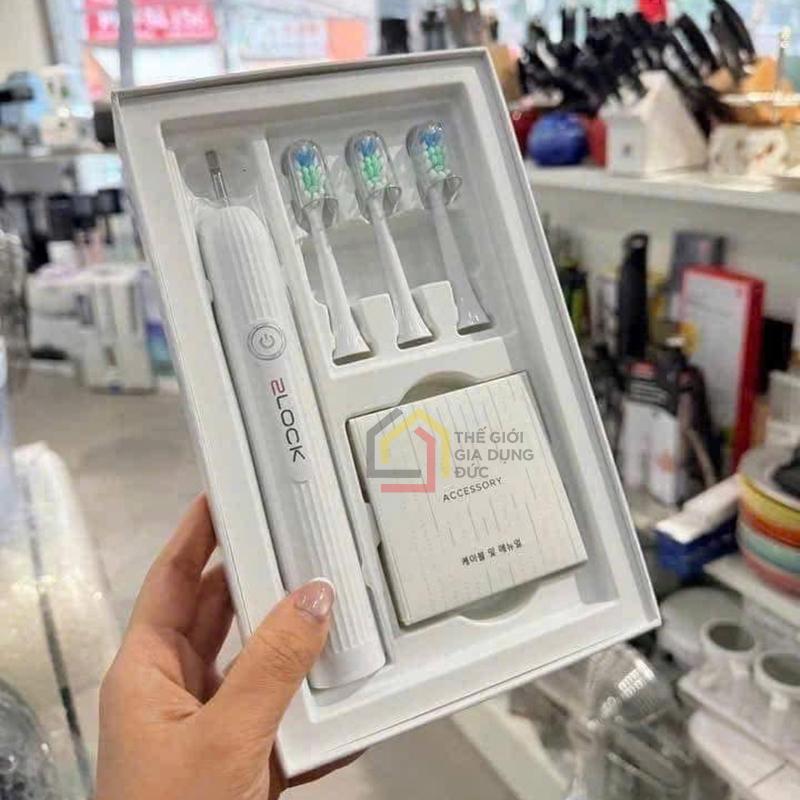 2LOCK
THẾ GIỚI
GIA DỤNG
ĐỨC
ACCESSORY
케이블 및 메뉴얼